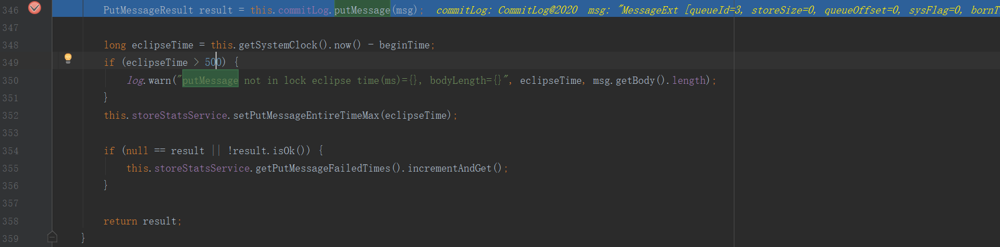 346 PutMessageResult result = this.commitLog.putMessage(msg); commitLog: CommitLog@2020 msg: "MessageExt [queueId=3, storeSize=0, queueOffset=0, sysFlag=0, bornT
347
348 long eclipseTime = this.getSystemClock().now() - beginTime;
349 if (eclipseTime > 500) {
350 log.warn("putMessage not in lock eclipse time(ms)={}, bodyLength={}", eclipseTime, msg.getBody().length);
351 }
352 this.storeStatsService.setPutMessageEntireTimeMax(eclipseTime);
353
354 if (null == result || !result.isOk()) {
355 this.storeStatsService.getPutMessageFailedTimes().incrementAndGet();
356 }
357
358 return result;
359 }